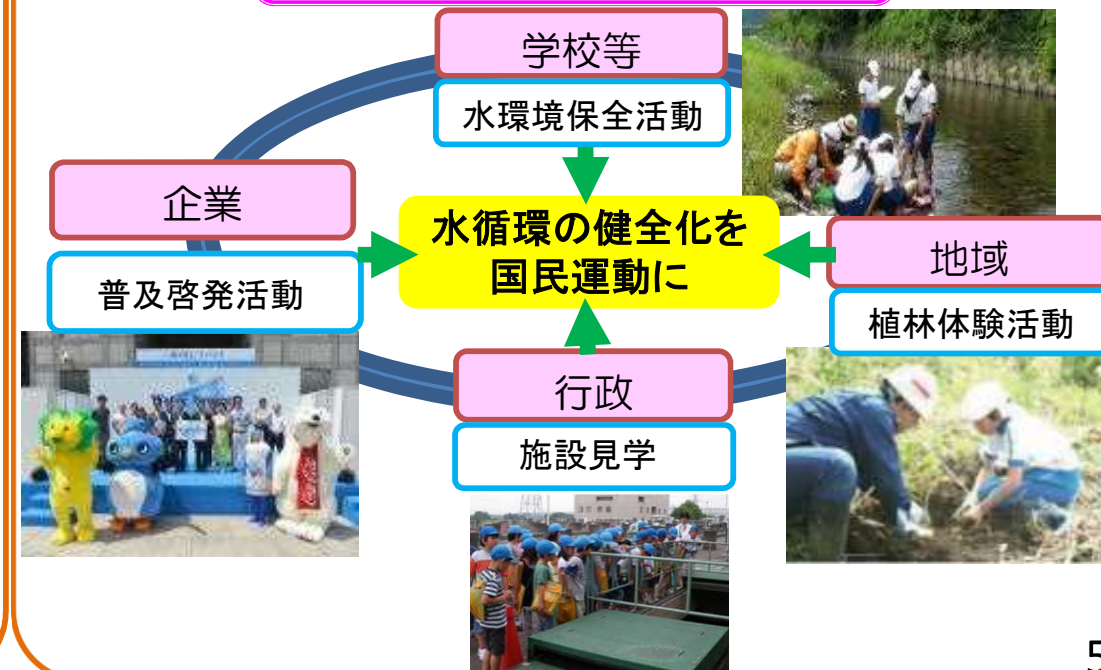 学校等
水環境保全活動
企業
普及啓発活動
水循環の健全化を
国民運動に
地域
植林体験活動
行政
施設見学